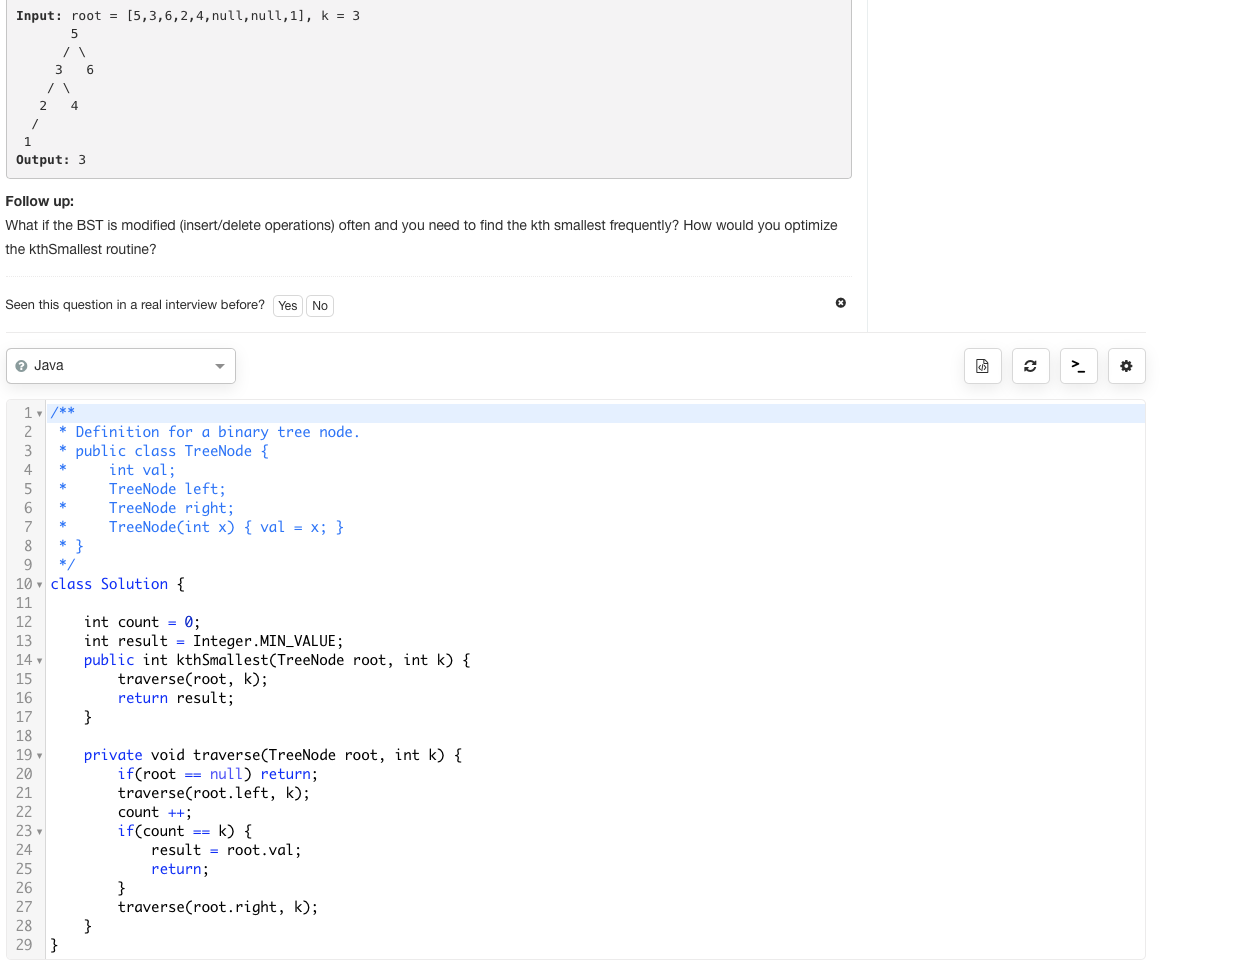 Input: root = [5,3,6,2,4,null,null,1], k = 3
       5
      / \
     3   6
    / \
   2   4
  /
 1
Output: 3
Follow up:
What if the BST is modified (insert/delete operations) often and you need to find the kth smallest frequently? How would you optimize
the kthSmallest routine?
Seen this question in a real interview before? Yes No
Java
1 /**
2  * Definition for a binary tree node.
3  * public class TreeNode {
4  *     int val;
5  *     TreeNode left;
6  *     TreeNode right;
7  *     TreeNode(int x) { val = x; }
8  * }
9  */
10 class Solution {
11
12     int count = 0;
13     int result = Integer.MIN_VALUE;
14     public int kthSmallest(TreeNode root, int k) {
15         traverse(root, k);
16         return result;
17     }
18
19     private void traverse(TreeNode root, int k) {
20         if(root == null) return;
21         traverse(root.left, k);
22         count ++;
23         if(count == k) {
24             result = root.val;
25             return;
26         }
27         traverse(root.right, k);
28     }
29 }